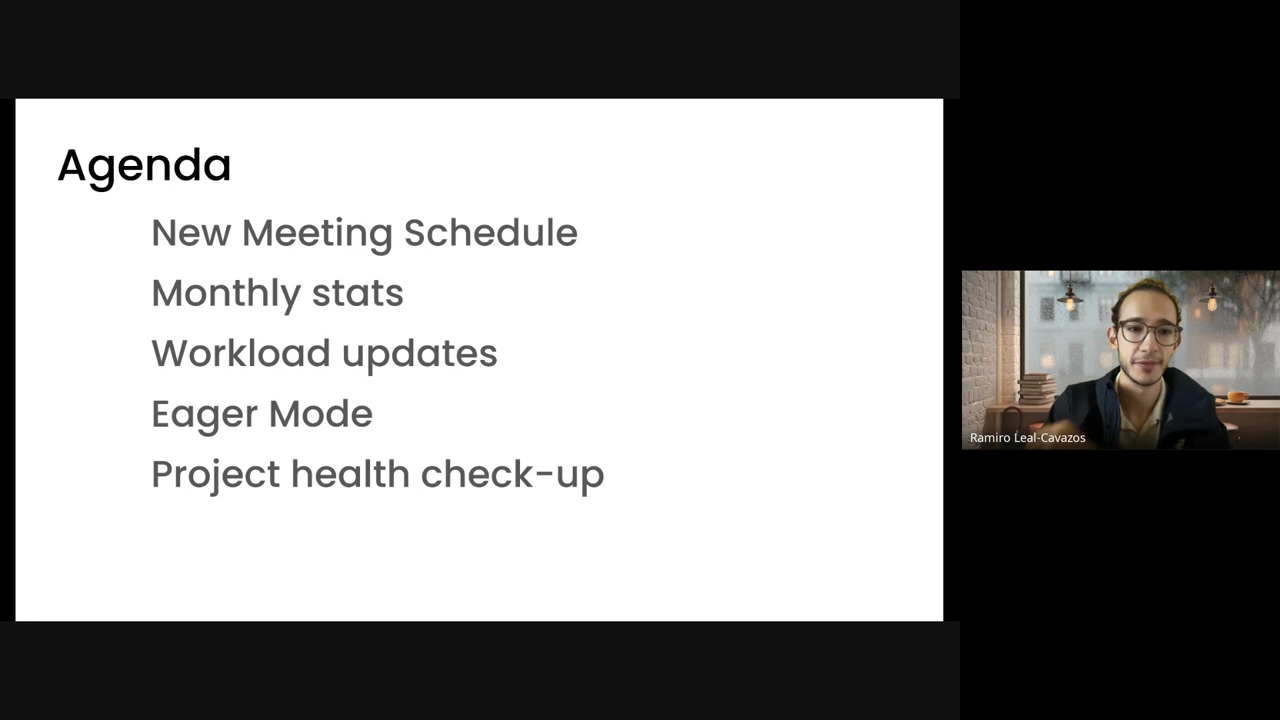 Agenda
New Meeting Schedule
Monthly stats
Workload updates
Eager Mode
Project health check-up
Ramiro Leal-Cavazos